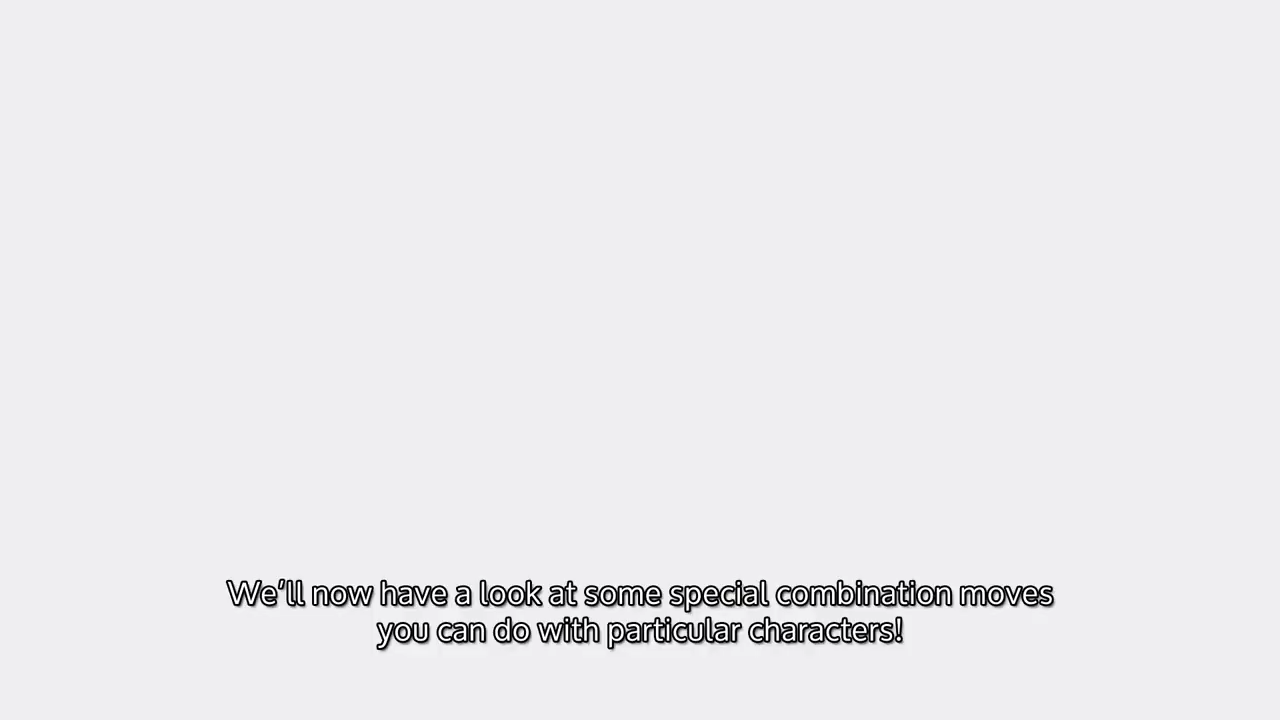 We'll now have a look at some special combination moves
you can do with particular characters!